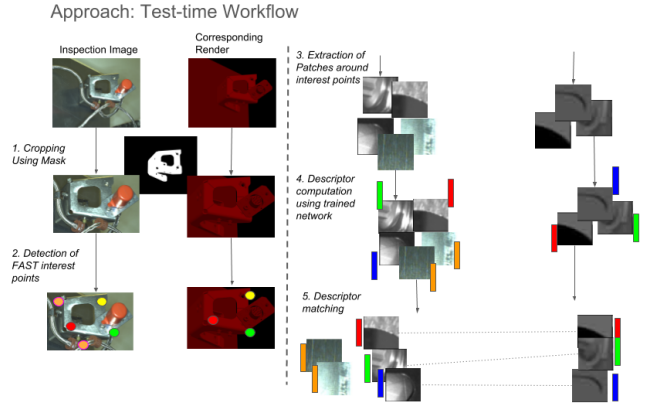 Approach: Test-time Workflow
Inspection Image
Corresponding
Render
1. Cropping
Using Mask
2. Detection of
FAST interest
points
3. Extraction of
Patches around
interest points
4. Descriptor
computation
using trained
network
5. Descriptor
matching